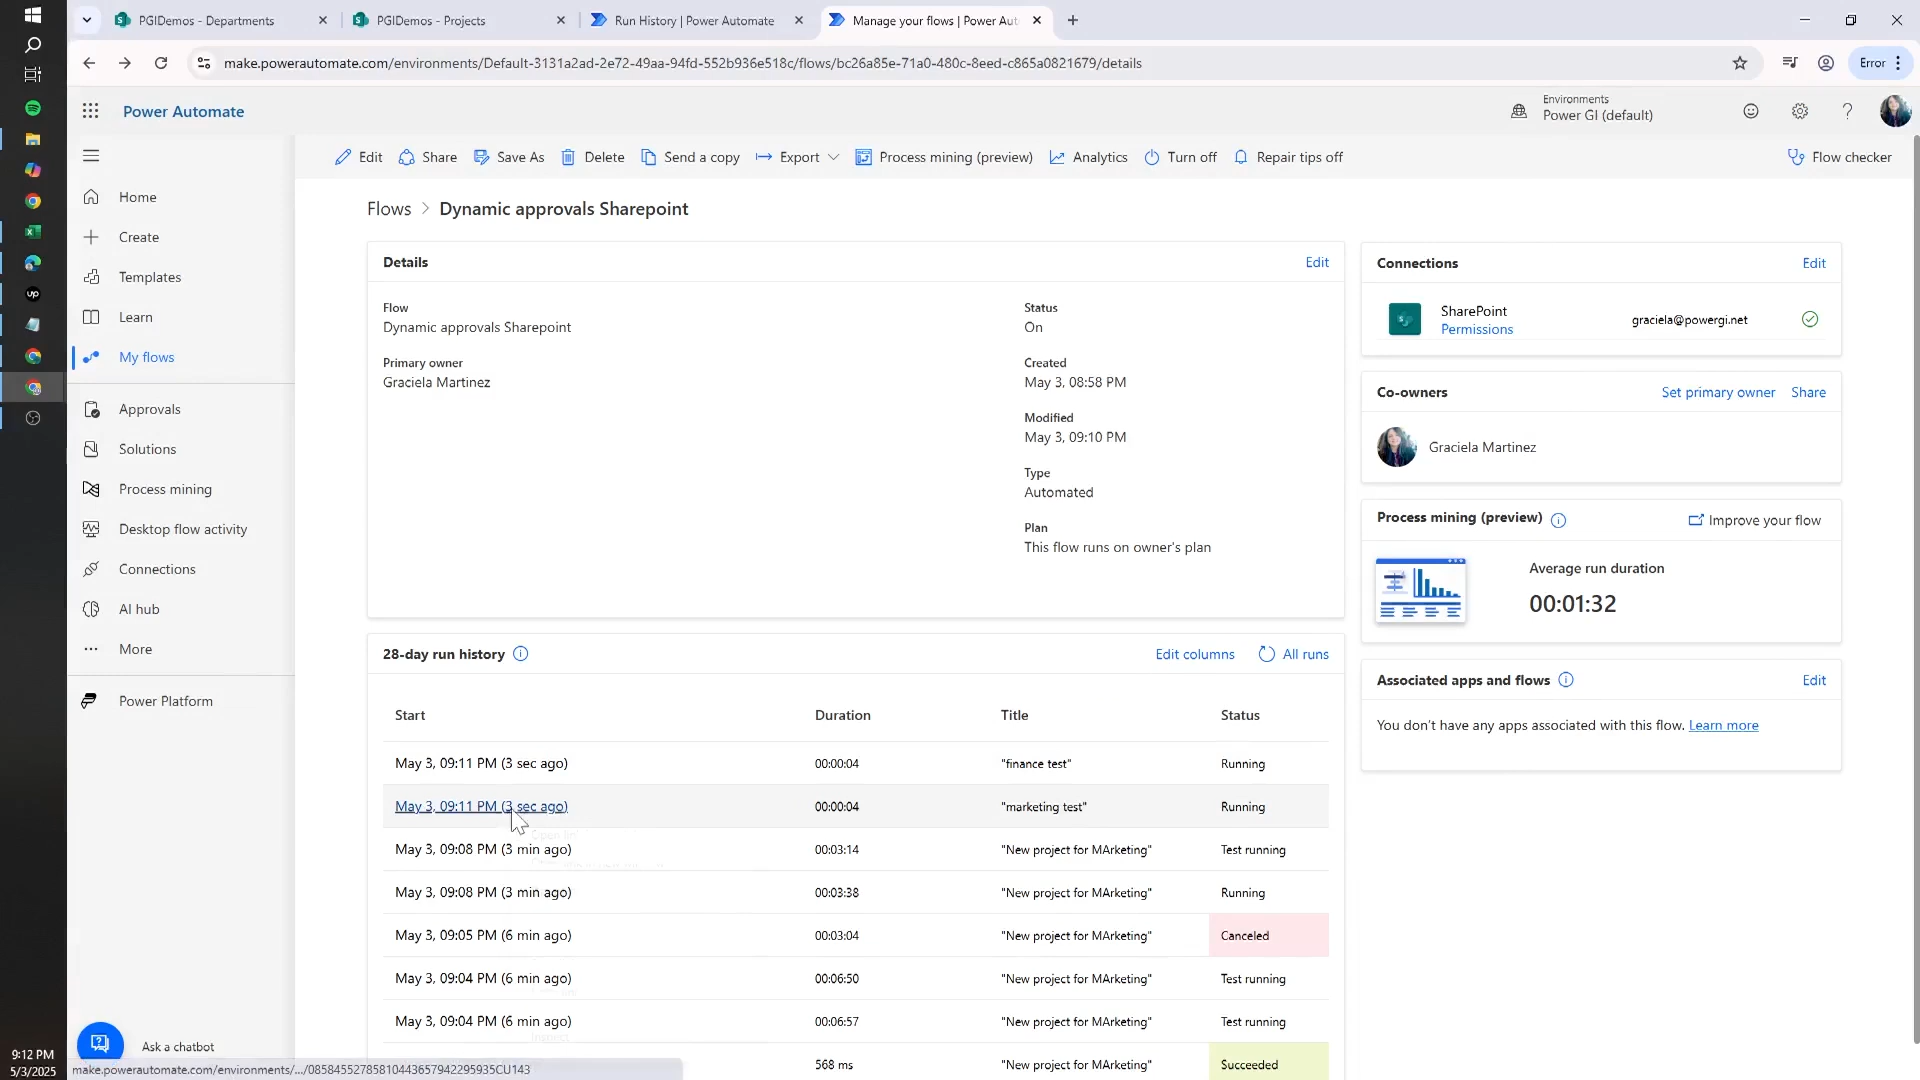 PGIDemos - Departments
PGIDemos - Projects
Run History | Power Automate
Manage your flows | Power Aut
make.powerautomate.com/environments/Default-3131a2ad-2e72-49aa-94fd-552b936e518c/flows/bc26a85e-71a0-480c-8eed-c865a0821679/details
Error
Power Automate
Environments
Power GI (default)
Edit
Share
Save As
Delete
Send a copy
Export
Process mining (preview)
Analytics
Turn off
Repair tips off
Flow checker
Home
Create
Templates
Learn
My flows
Approvals
Solutions
Process mining
Desktop flow activity
Connections
AI hub
More
Power Platform
Ask a chatbot
Flows > Dynamic approvals Sharepoint
Details
Edit
Flow
Dynamic approvals Sharepoint
Primary owner
Graciela Martinez
Status
On
Created
May 3, 08:58 PM
Modified
May 3, 09:10 PM
Type
Automated
Plan
This flow runs on owner's plan
Connections
Edit
SharePoint
Permissions
graciela@powergi.net
Co-owners
Set primary owner
Share
Graciela Martinez
Process mining (preview)
Improve your flow
Average run duration
00:01:32
Associated apps and flows
Edit
You don't have any apps associated with this flow. Learn more
28-day run history
Edit columns
All runs
Start Duration Title Status
May 3, 09:11 PM (3 sec ago) 00:00:04 "finance test" Running
May 3, 09:11 PM (3 sec ago) 00:00:04 "marketing test" Running
Open lin
May 3, 09:08 PM (3 min ago) 00:03:14 "New project for MArketing" Test running
May 3, 09:08 PM (3 min ago) 00:03:38 "New project for MArketing" Running
May 3, 09:05 PM (6 min ago) 00:03:04 "New project for MArketing" Canceled
May 3, 09:04 PM (6 min ago) 00:06:50 "New project for MArketing" Test running
May 3, 09:04 PM (6 min ago) 00:06:57 "New project for MArketing" Test running
Inspect
568 ms "New project for MArketing" Succeeded
make.powerautomate.com/environments/.../08584552785810443657942295935CU143
up
9:12 PM
5/3/2025